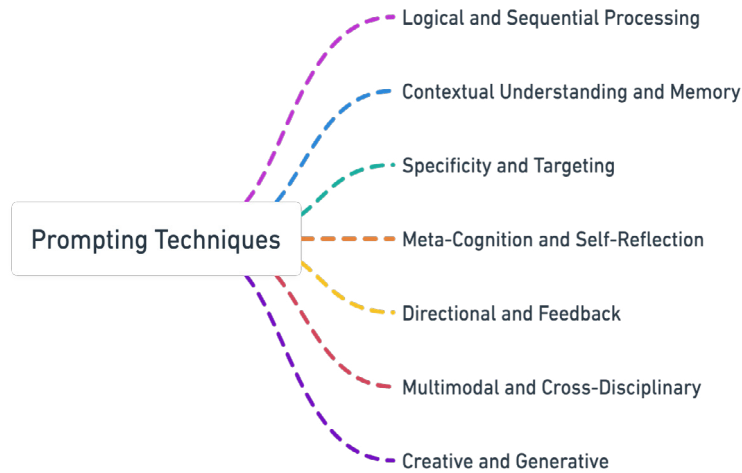 Logical and Sequential Processing
Contextual Understanding and Memory
Specificity and Targeting
Prompting Techniques
Meta-Cognition and Self-Reflection
Directional and Feedback
Multimodal and Cross-Disciplinary
Creative and Generative